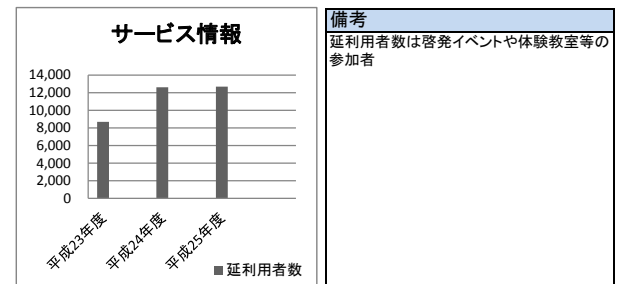 サービス情報
14,000
12,000
10,000
8,000
6,000
4,000
2,000
0
平成23年度
平成24年度
平成25年度
延利用者数
備考
延利用者数は啓発イベントや体験教室等の
参加者